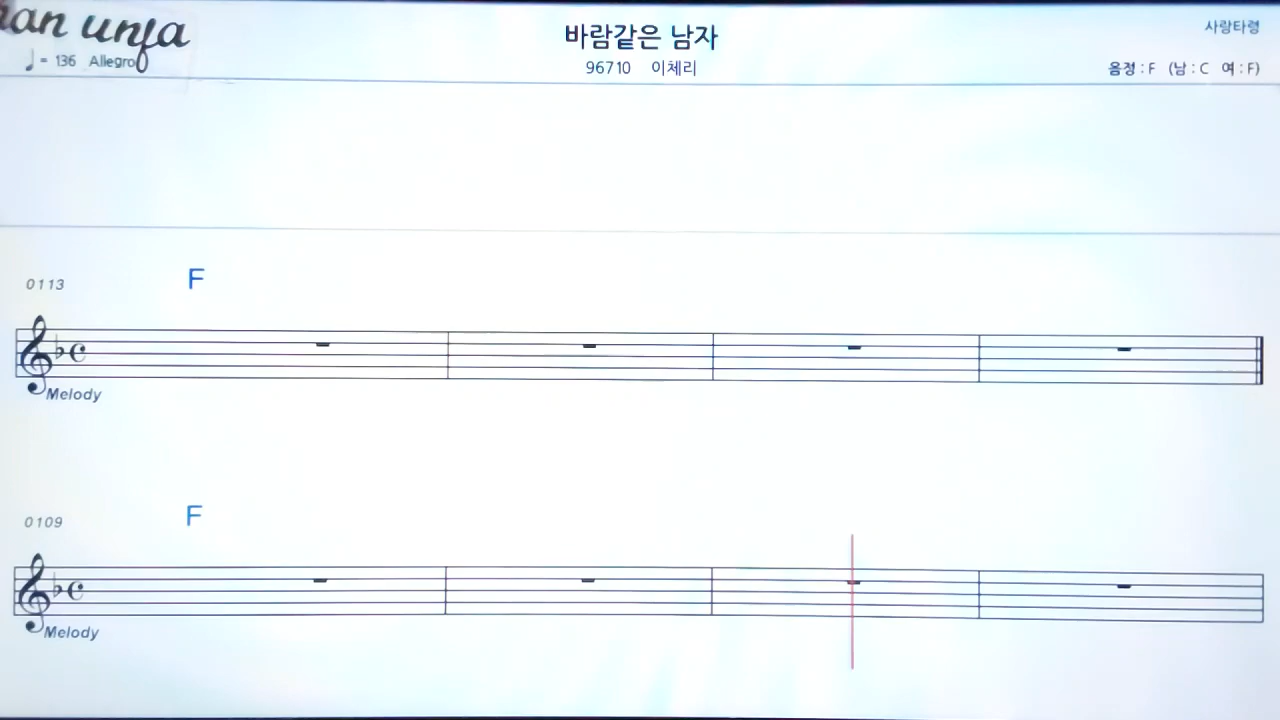 an unja
바람같은 남자
사랑타령
♩= 136 Allegro
96710 이체리
음정 : F (남 : C 여 : F)
0113
F
Melody
0109
F
Melody